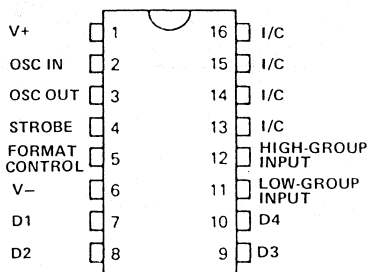 V+ 1 16 I/C
OSC IN 2 15 I/C
OSC OUT 3 14 I/C
STROBE 4 13 I/C
FORMAT CONTROL 5 12 HIGH-GROUP INPUT
V– 6 11 LOW-GROUP INPUT
D1 7 10 D4
D2 8 9 D3